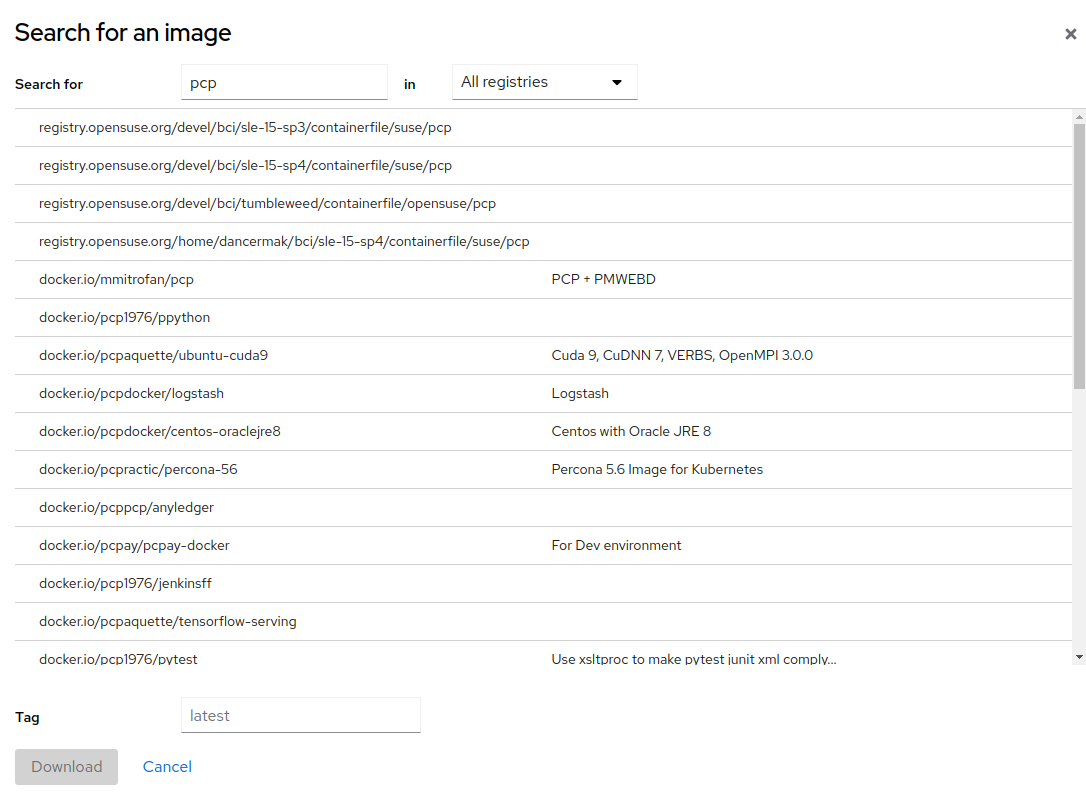 Search for an image
Search for pcp in All registries
registry.opensuse.org/devel/bci/sle-15-sp3/containerfile/suse/pcp
registry.opensuse.org/devel/bci/sle-15-sp4/containerfile/suse/pcp
registry.opensuse.org/devel/bci/tumbleweed/containerfile/opensuse/pcp
registry.opensuse.org/home/dancermak/bci/sle-15-sp4/containerfile/suse/pcp
docker.io/mmitrofan/pcp PCP + PMWEBD
docker.io/pcp1976/ppython
docker.io/pcpaquette/ubuntu-cuda9 Cuda 9, CuDNN 7, VERBS, OpenMPI 3.0.0
docker.io/pcpdocker/logstash Logstash
docker.io/pcpdocker/centos-oraclejre8 Centos with Oracle JRE 8
docker.io/pcpractic/percona-56 Percona 5.6 Image for Kubernetes
docker.io/pcppcp/anyledger
docker.io/pcpay/pcpay-docker For Dev environment
docker.io/pcp1976/jenkinsff
docker.io/pcpaquette/tensorflow-serving
docker.io/pcp1976/pytest Use xsltproc to make pytest junit xml comply...
Tag latest
Download Cancel